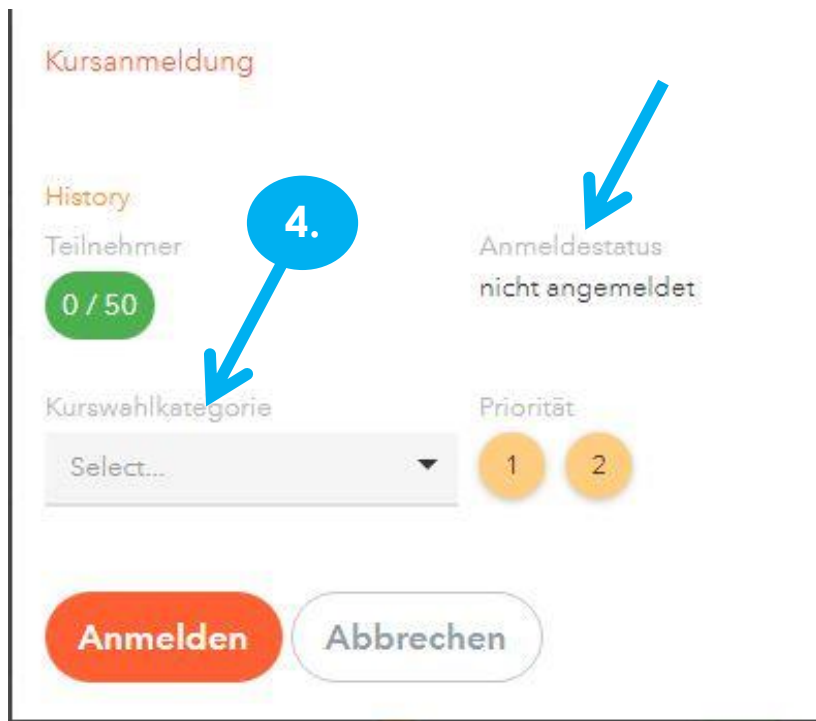 Kursanmeldung
History
4.
Teilnehmer
Anmeldestatus
0 / 50
nicht angemeldet
Kurswahlkategorie
Priorität
Select...
1
2
Anmelden
Abbrechen